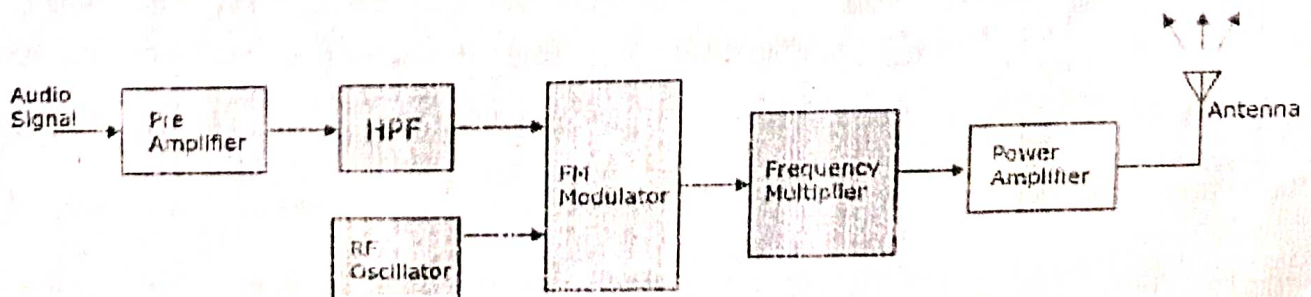 Audio
Signal
Pre
Amplifier
HPF
RF
Oscillator
FM
Modulator
Frequency
Multiplier
Power
Amplifier
Antenna